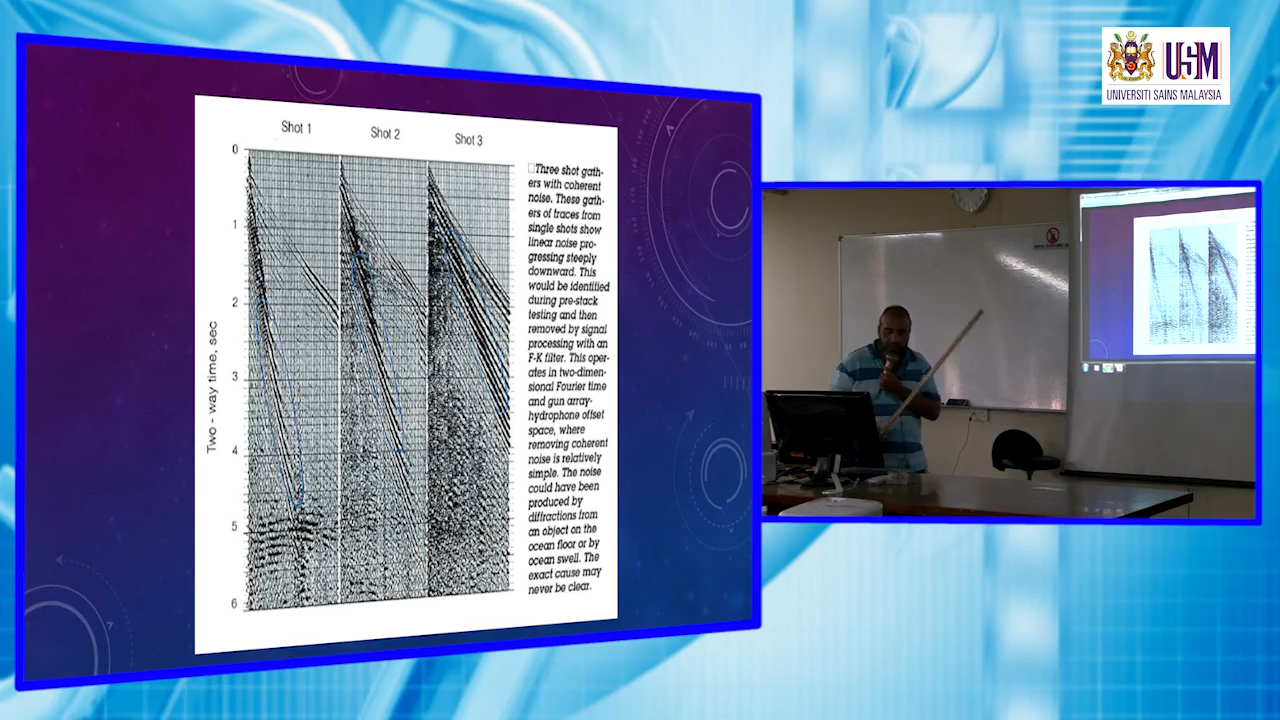 USM
UNIVERSITI SAINS MALAYSIA
Shot 1
Shot 2
Shot 3
0
1
2
3
4
5
6
Two - way time, sec
Three shot gath-
ers with coherent
noise. These gath-
ers of traces from
single shots show
linear noise pro-
gressing steeply
downward. This
would be identified
during pre-stack
testing and then
removed by signal
processing with an
F-K filter. This oper-
ates in two-dimen-
sional Fourier time
and gun array-
hydrophone offset
space, where
removing coherent
noise is relatively
simple. The noise
could have been
produced by
diffractions from
an object on the
ocean floor or by
ocean swell. The
exact cause may
never be clear.